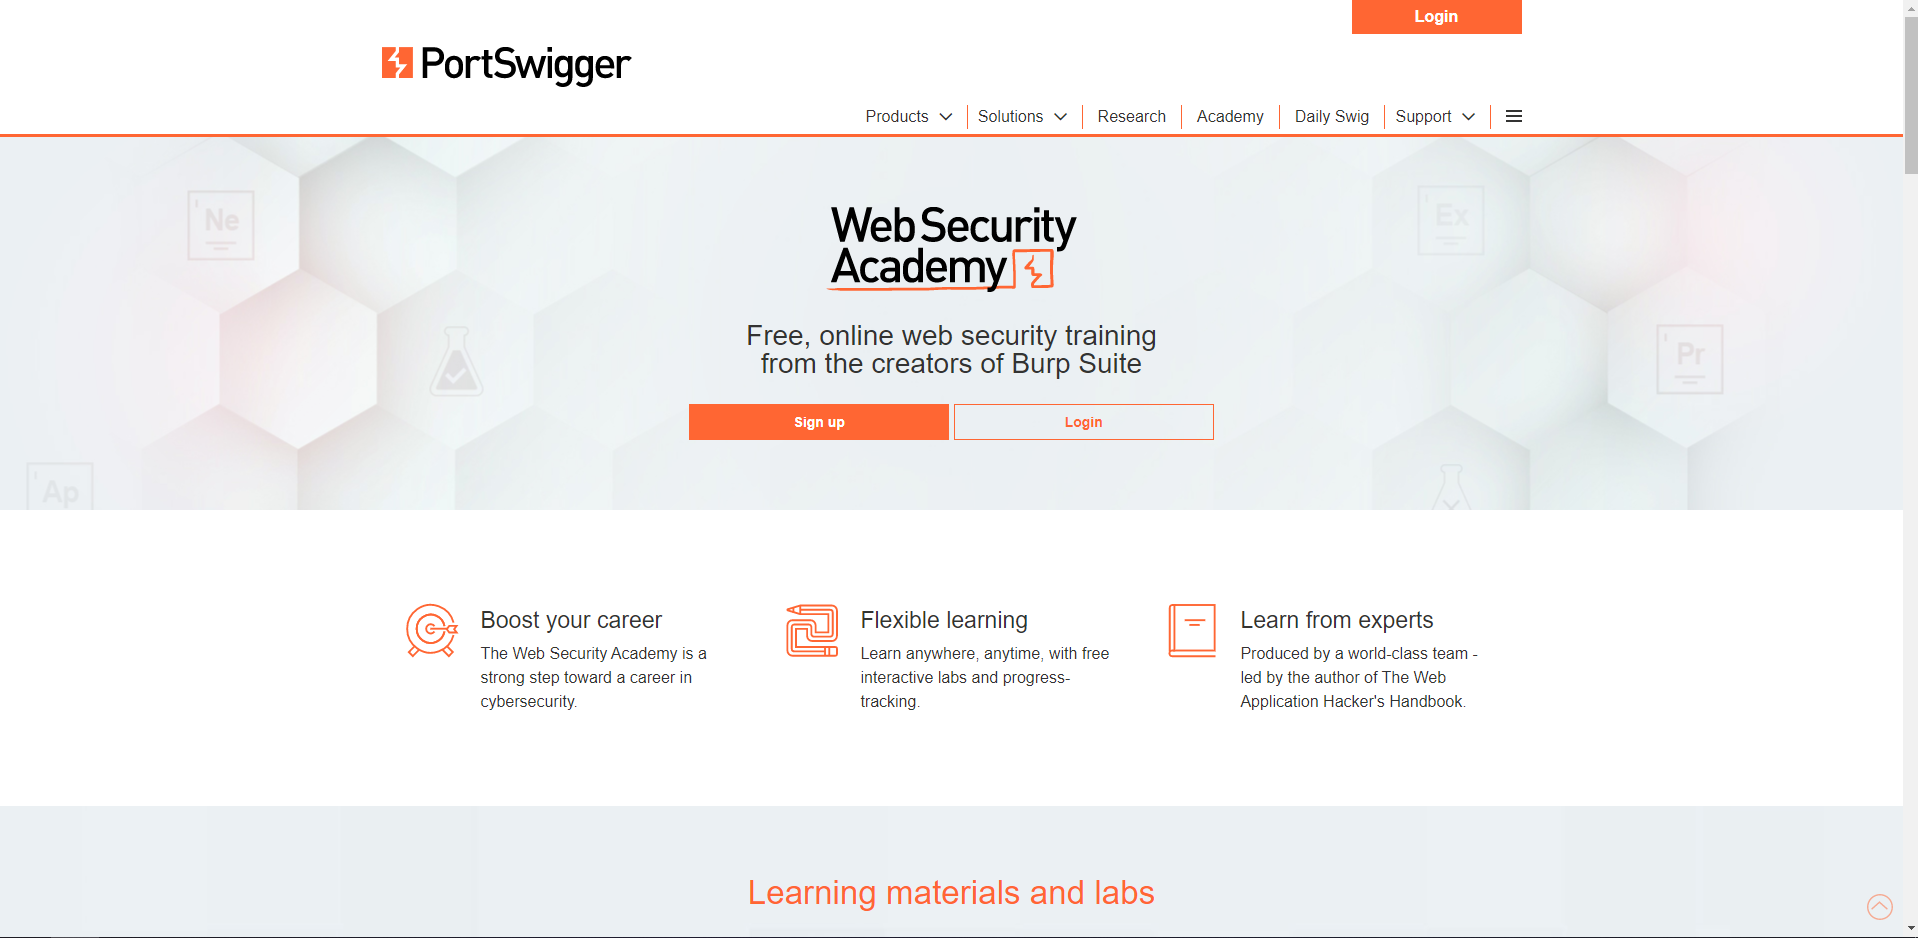 Login
PortSwigger
Products
Solutions
Research
Academy
Daily Swig
Support
Ne
Ex
Web Security
Academy
Pr
Free, online web security training
from the creators of Burp Suite
Sign up
Login
Ap
Boost your career
The Web Security Academy is a
strong step toward a career in
cybersecurity.
Flexible learning
Learn anywhere, anytime, with free
interactive labs and progress-
tracking.
Learn from experts
Produced by a world-class team -
led by the author of The Web
Application Hacker's Handbook.
Learning materials and labs